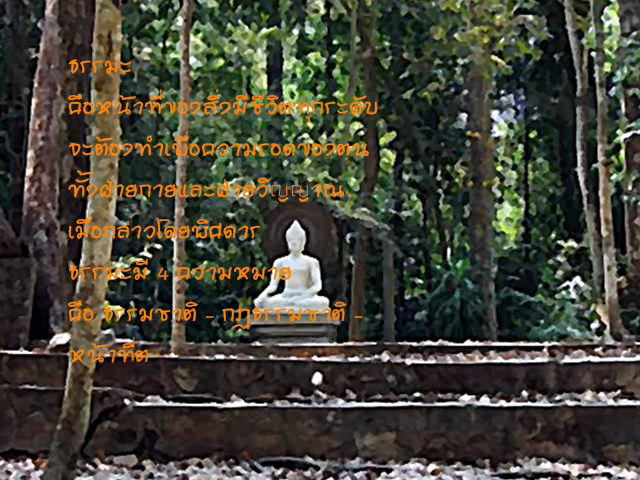 ธรรมะ
คือหน้าที่ของสิ่งมีชีวิตทุกระดับ
จะต้องทำเพื่อความรอดของตน
ทั้งฝ่ายกายและฝ่ายวิญญาณ.
เมื่อกล่าวโดยพิศดาร
ธรรมะมี 4 ความหมาย
คือ ธรรมชาติ - กฎธรรมชาติ -
หน้าที่ต